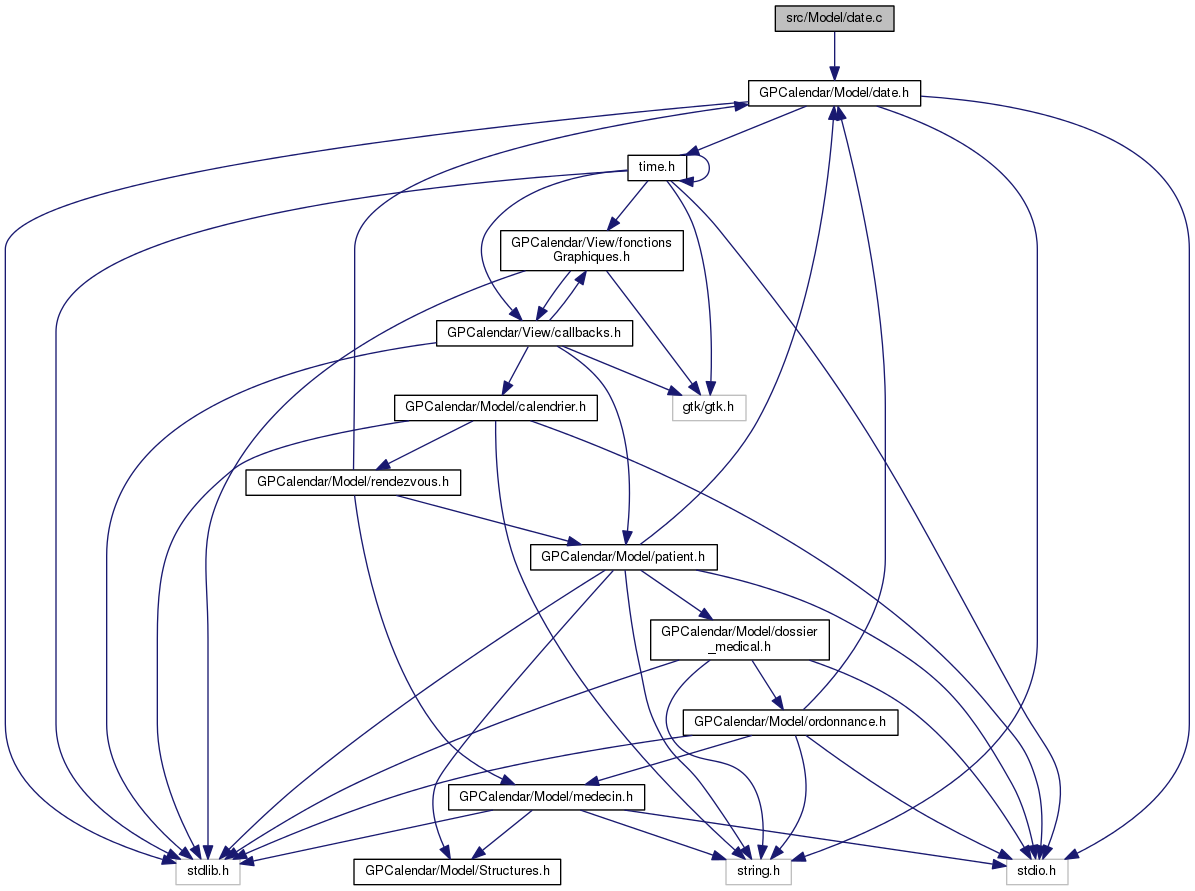 src/Model/date.c
GPCalendar/Model/date.h
time.h
GPCalendar/View/fonctions
Graphiques.h
GPCalendar/View/callbacks.h
GPCalendar/Model/calendrier.h
gtk/gtk.h
GPCalendar/Model/rendezvous.h
GPCalendar/Model/patient.h
GPCalendar/Model/dossier
_medical.h
GPCalendar/Model/ordonnance.h
GPCalendar/Model/medecin.h
stdlib.h
GPCalendar/Model/Structures.h
string.h
stdio.h